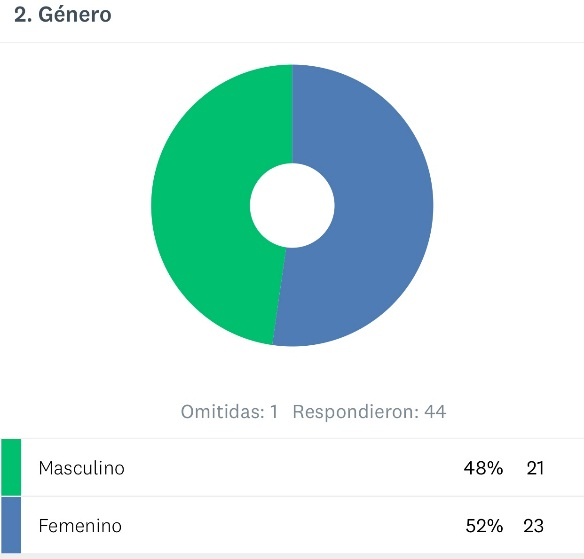 2. Género
Omitidas: 1 Respondieron: 44
Masculino 48% 21
Femenino 52% 23